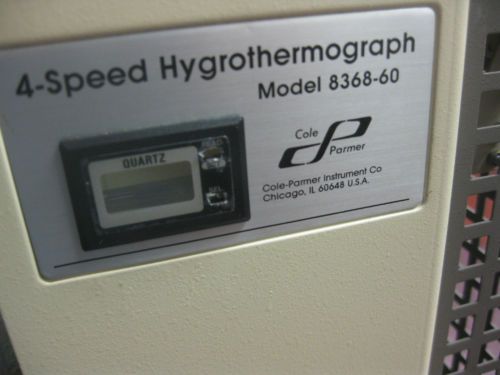 4-Speed Hygrothermograph
Model 8368-60
QUARTZ
Cole
Parmer
Cole-Parmer Instrument Co
Chicago, IL 60648 U.S.A.